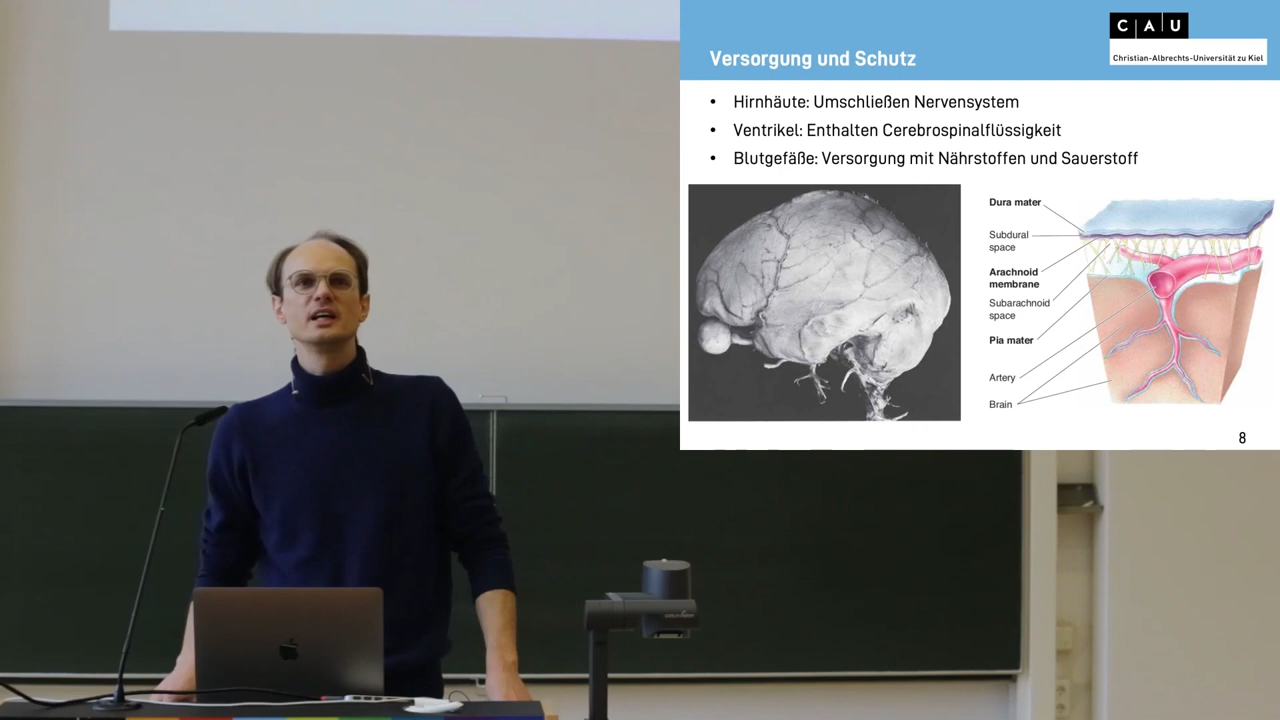 Versorgung und Schutz
C A U
Christian-Albrechts-Universität zu Kiel
• Hirnhäute: Umschließen Nervensystem
• Ventrikel: Enthalten Cerebrospinalflüssigkeit
• Blutgefäße: Versorgung mit Nährstoffen und Sauerstoff
Dura mater
Subdural
space
Arachnoid
membrane
Subarachnoid
space
Pia mater
Artery
Brain
8